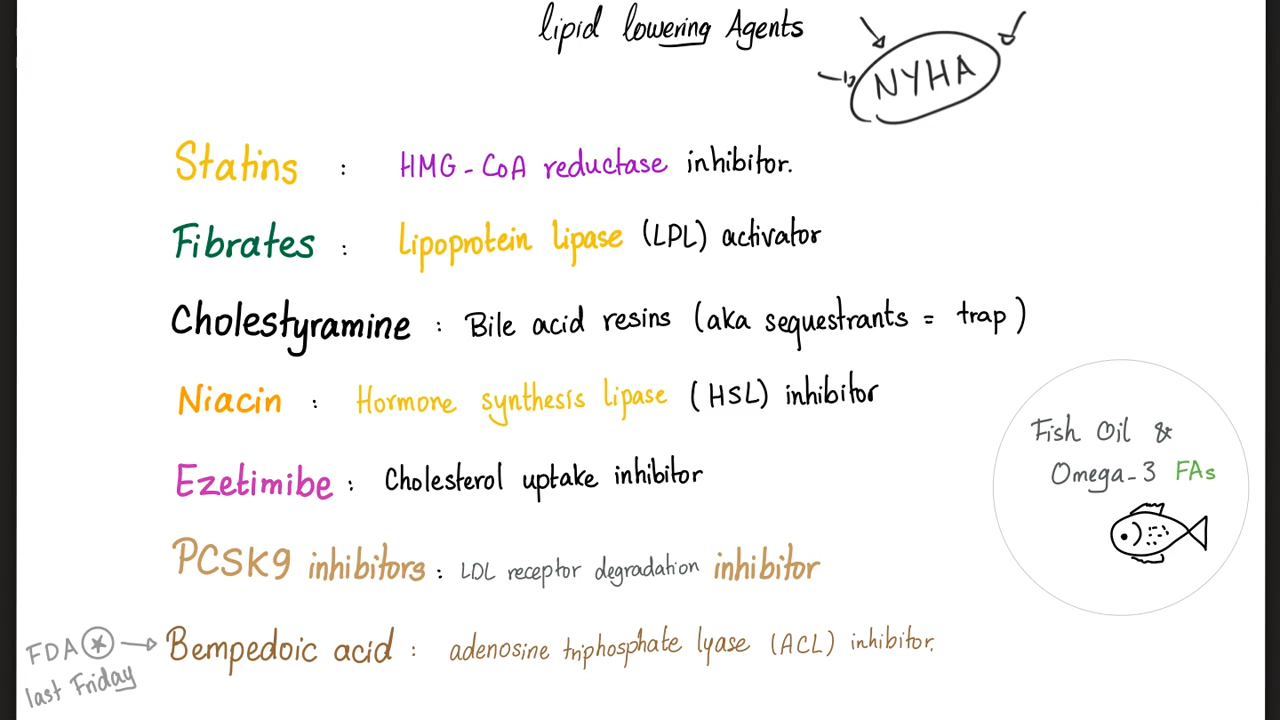 lipid lowering Agents
NYHA
Statins : HMG-CoA reductase inhibitor.
Fibrates : Lipoprotein lipase (LPL) activator
Cholestyramine : Bile acid resins (aka sequestrants = trap)
Niacin : Hormone synthesis lipase (HSL) inhibitor
Ezetimibe : Cholesterol uptake inhibitor
PCSK9 inhibitors : LDL receptor degradation inhibitor
Bempedoic acid : adenosine triphosphate lyase (ACL) inhibitor.
FDA
last Friday
Fish Oil &
Omega-3 FAs